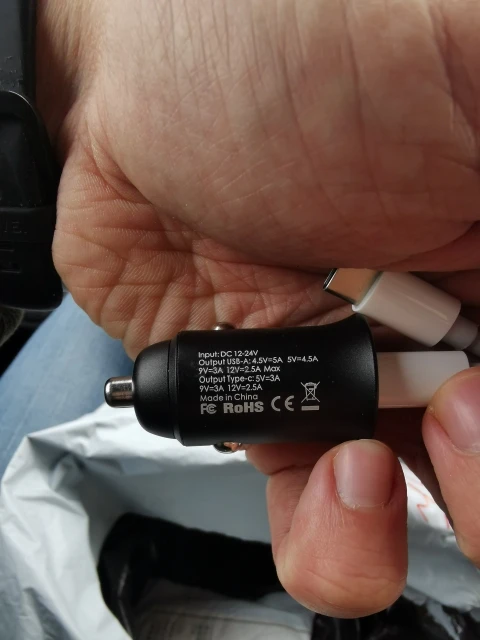 Input: DC 12-24V
Output USB-A: 4.5V=5A 5V=4.5A
9V=3A 12V=2.5A Max
Output Type-c: 5V=3A
9V=3A 12V=2.5A
Made in China
FC RoHS CE